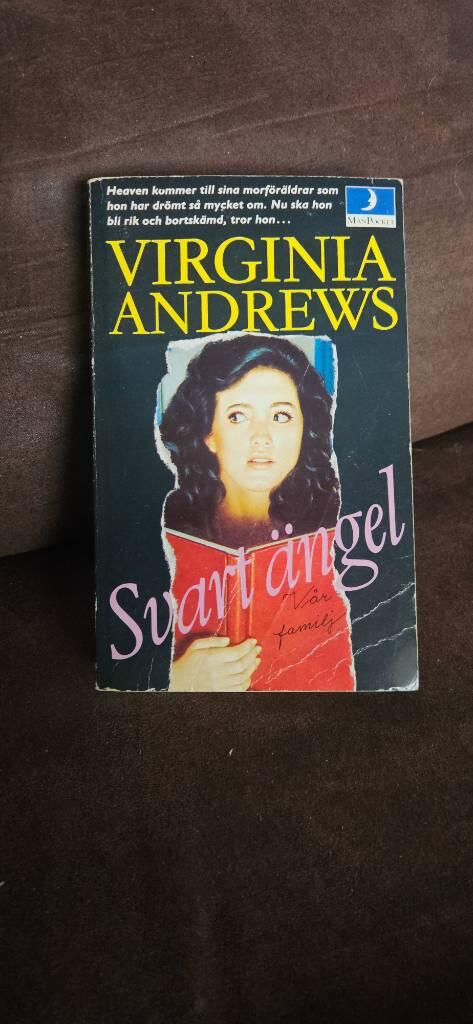 Heaven kommer till sina morföräldrar som
hon har drömt så mycket om. Nu ska hon
bli rik och bortskämd, tror hon...
MÅNPOCKET
VIRGINIA
ANDREWS
Svart ängel
Vår
familj